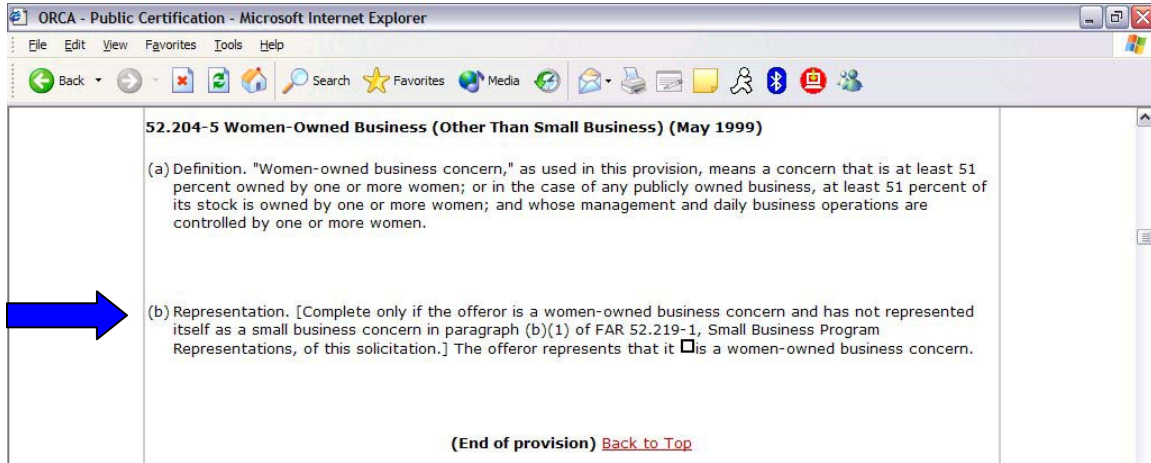 ORCA - Public Certification - Microsoft Internet Explorer
File Edit View Favorites Tools Help
Back Search Favorites Media
52.204-5 Women-Owned Business (Other Than Small Business) (May 1999)
(a) Definition. "Women-owned business concern," as used in this provision, means a concern that is at least 51
percent owned by one or more women; or in the case of any publicly owned business, at least 51 percent of
its stock is owned by one or more women; and whose management and daily business operations are
controlled by one or more women.
(b) Representation. [Complete only if the offeror is a women-owned business concern and has not represented
itself as a small business concern in paragraph (b)(1) of FAR 52.219-1, Small Business Program
Representations, of this solicitation.] The offeror represents that it □is a women-owned business concern.
(End of provision) Back to Top